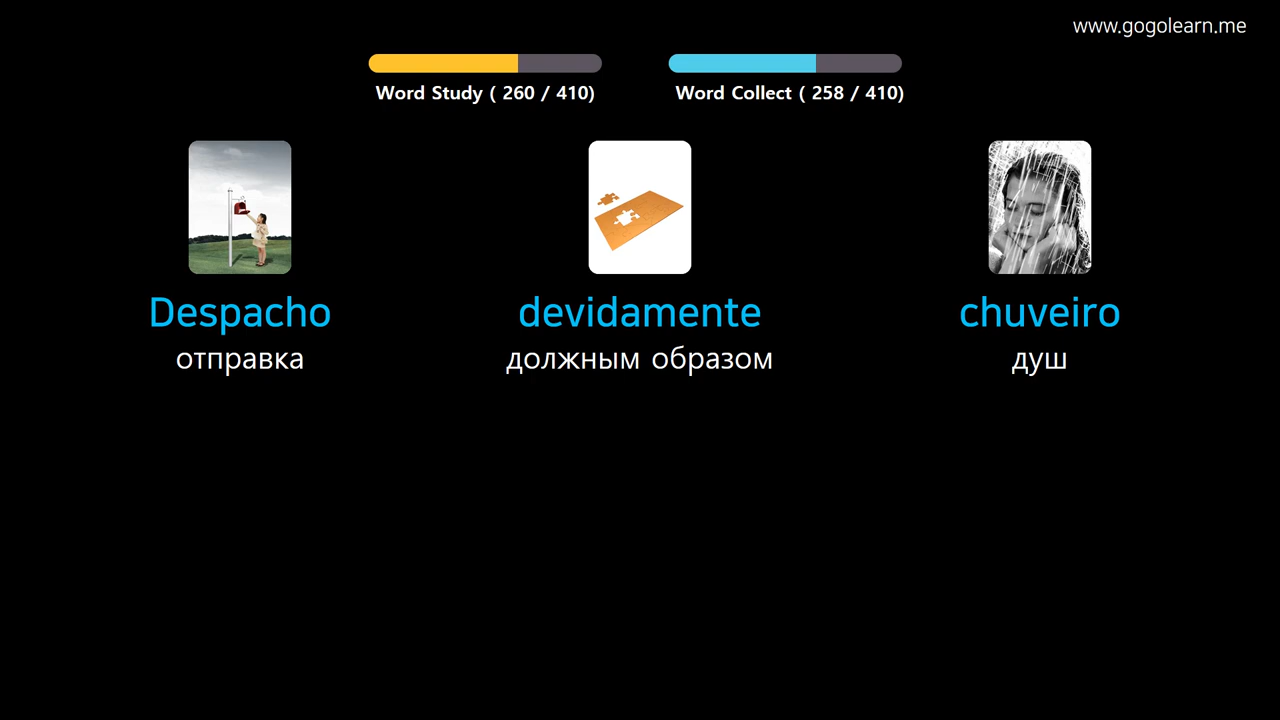 www.gogolearn.me
Word Study ( 260 / 410)
Word Collect ( 258 / 410)
Despacho
devidamente
chuveiro
отправка
должным образом
душ